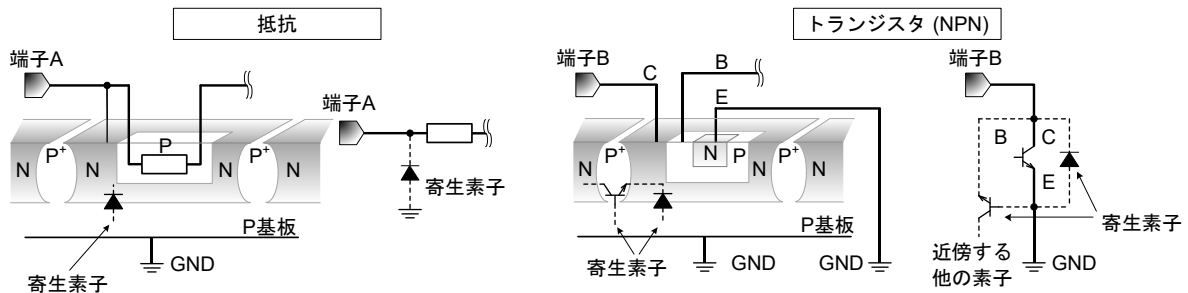 抵抗
トランジスタ (NPN)
端子A
端子A
N
P+
N
P
N
P+
N
寄生素子
P基板
寄生素子
GND
端子B
C
B
E
N
P+
N
N
P
P+
N
P基板
寄生素子
GND
GND
端子B
B
C
E
寄生素子
近傍する
他の素子
GND